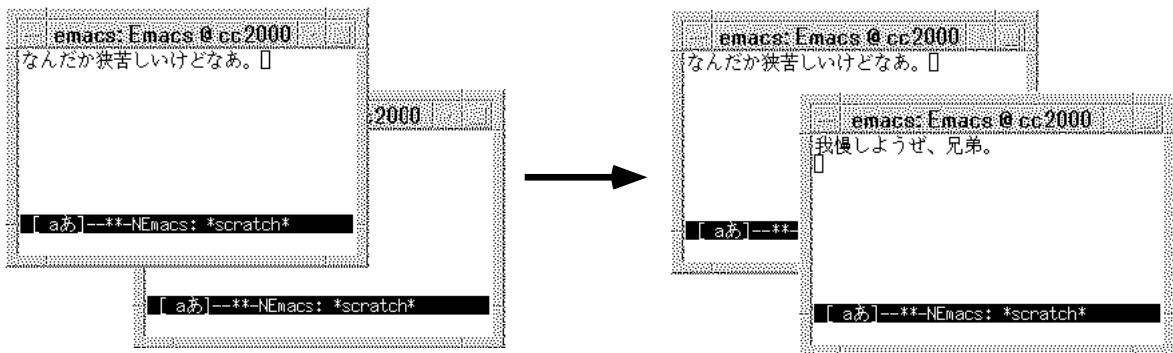 emacs: Emacs @ cc2000
なんだか狭苦しいけどなあ。
[ aあ]--**-NEmacs: *scratch*
2000
[ aあ]--**-NEmacs: *scratch*
emacs: Emacs @ cc2000
なんだか狭苦しいけどなあ。
[ aあ]--**-
emacs: Emacs @ cc2000
我慢しようぜ、兄弟。
[ aあ]--**-NEmacs: *scratch*